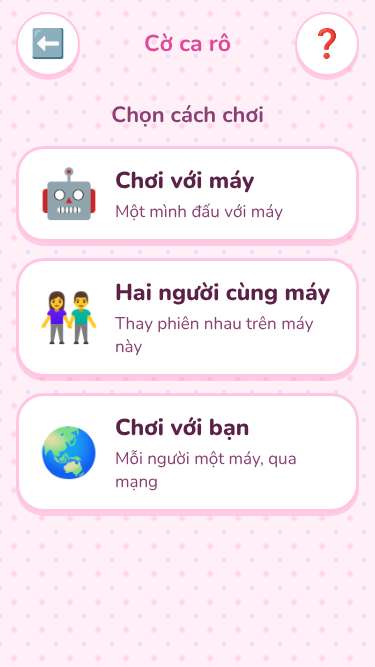 Cờ ca rô
Chọn cách chơi
Chơi với máy
Một mình đấu với máy
Hai người cùng máy
Thay phiên nhau trên máy
này
Chơi với bạn
Mỗi người một máy, qua
mạng